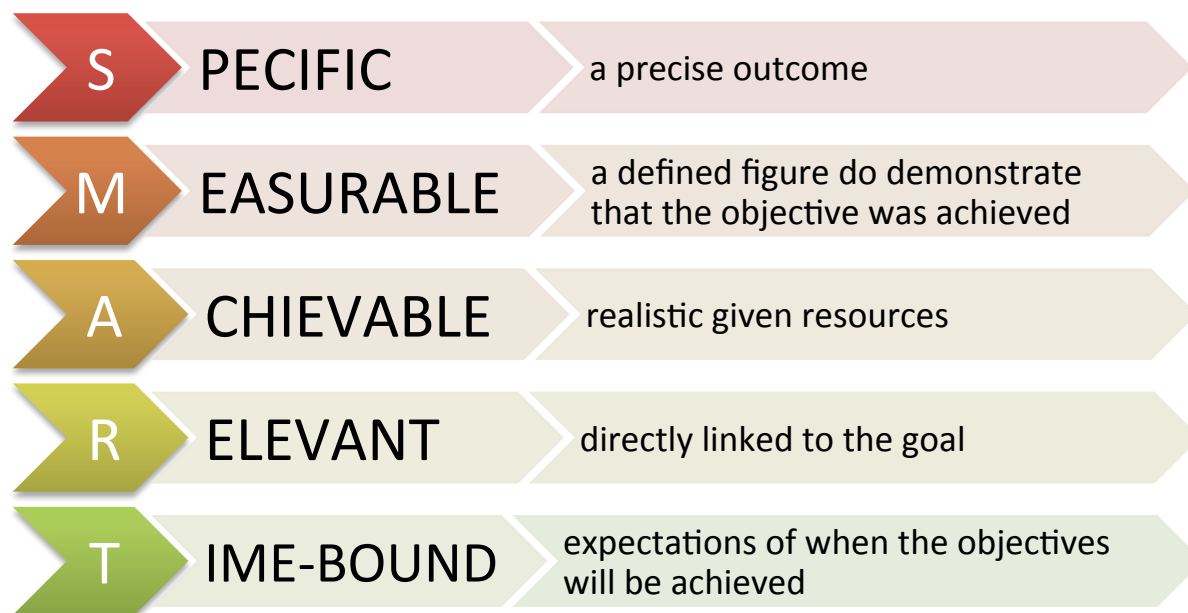 S PECIFIC a precise outcome
M EASURABLE a defined figure do demonstrate
that the objective was achieved
A CHIEVABLE realistic given resources
R ELEVANT directly linked to the goal
T IME-BOUND expectations of when the objectives
will be achieved